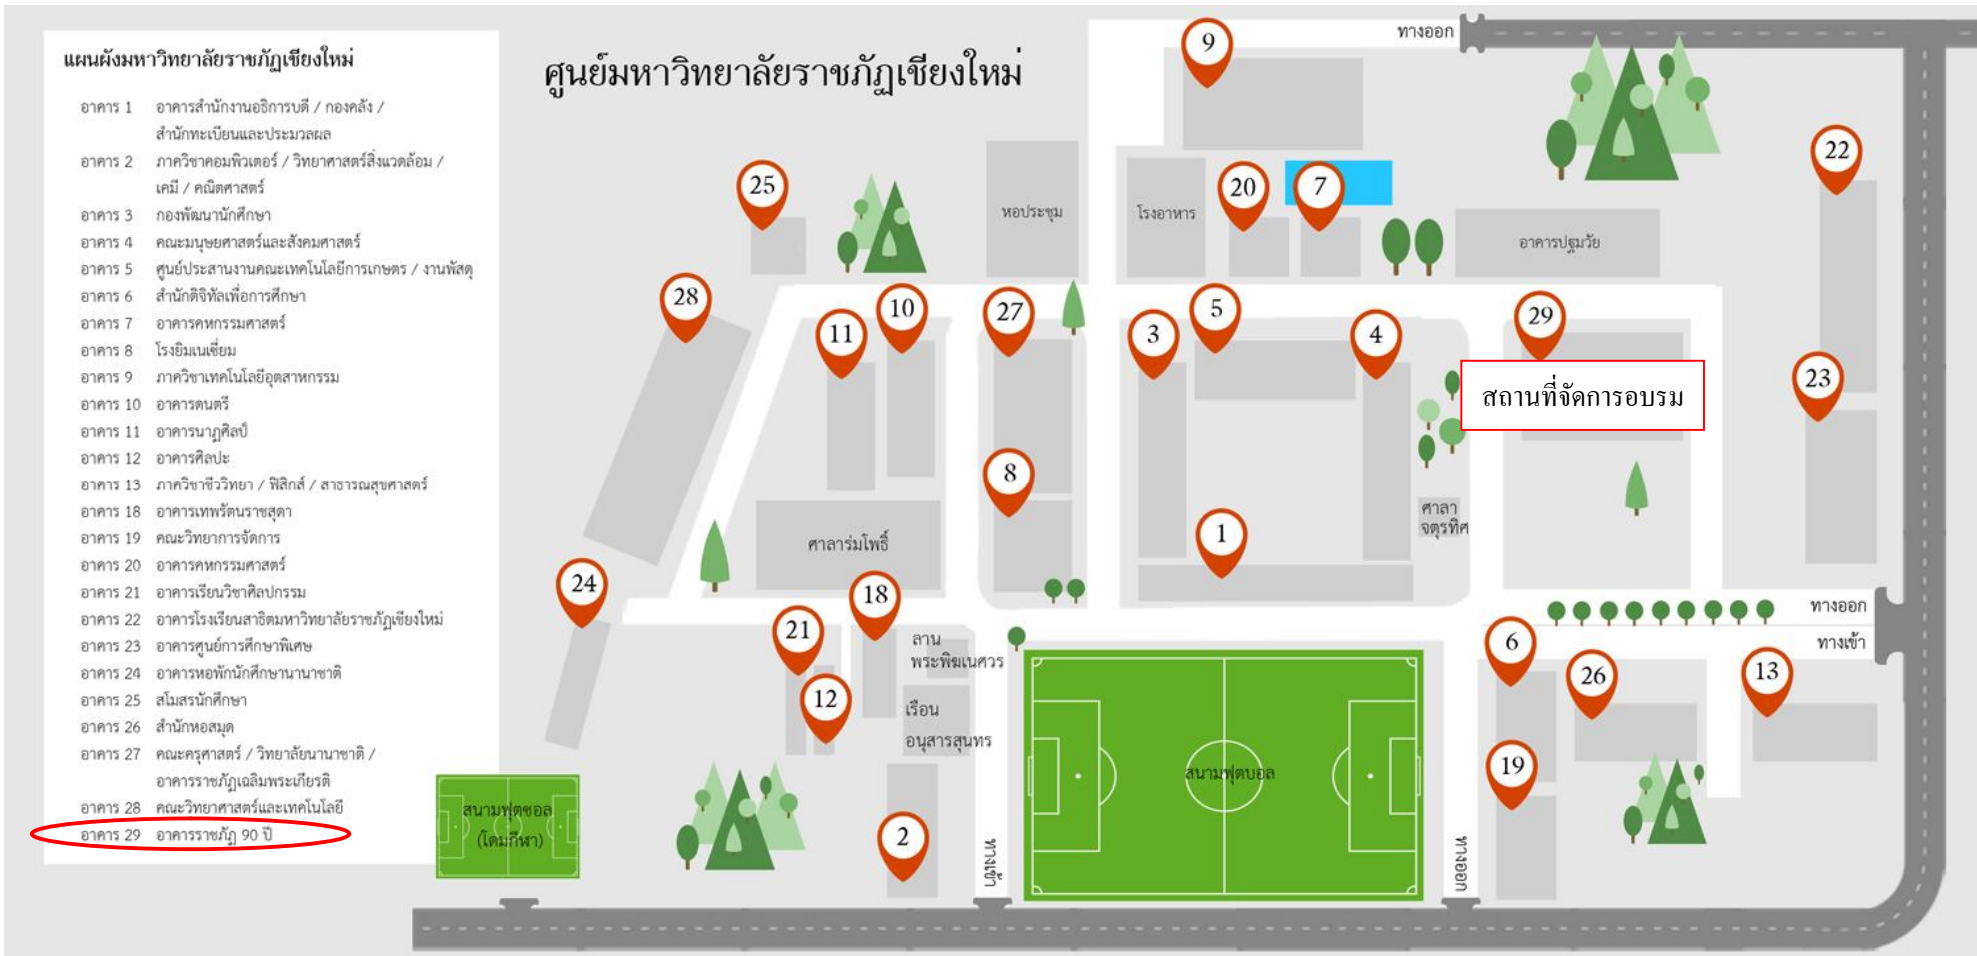 แผนผังมหาวิทยาลัยราชภัฏเชียงใหม่
อาคาร 1 อาคารสำนักงานอธิการบดี / กองคลัง /
สำนักทะเบียนและประมวลผล
อาคาร 2 ภาควิชาคอมพิวเตอร์ / วิทยาศาสตร์สิ่งแวดล้อม /
เคมี / คณิตศาสตร์
อาคาร 3 กองพัฒนานักศึกษา
อาคาร 4 คณะมนุษยศาสตร์และสังคมศาสตร์
อาคาร 5 ศูนย์ประสานงานคณะเทคโนโลยีการเกษตร / งานพัสดุ
อาคาร 6 สำนักดิจิทัลเพื่อการศึกษา
อาคาร 7 อาคารคหกรรมศาสตร์
อาคาร 8 โรงยิมเนเซี่ยม
อาคาร 9 ภาควิชาเทคโนโลยีอุตสาหกรรม
อาคาร 10 อาคารดนตรี
อาคาร 11 อาคารนาฏศิลป์
อาคาร 12 อาคารศิลปะ
อาคาร 13 ภาควิชาชีววิทยา / ฟิสิกส์ / สาธารณสุขศาสตร์
อาคาร 18 อาคารเทพรัตนราชสุดา
อาคาร 19 คณะวิทยาการจัดการ
อาคาร 20 อาคารคหกรรมศาสตร์
อาคาร 21 อาคารเรียนวิชาศิลปกรรม
อาคาร 22 อาคารโรงเรียนสาธิตมหาวิทยาลัยราชภัฏเชียงใหม่
อาคาร 23 อาคารศูนย์การศึกษาพิเศษ
อาคาร 24 อาคารหอพักนักศึกษานานาชาติ
อาคาร 25 สโมสรนักศึกษา
อาคาร 26 สำนักหอสมุด
อาคาร 27 คณะครุศาสตร์ / วิทยาลัยนานาชาติ /
อาคารราชภัฏเฉลิมพระเกียรติ
อาคาร 28 คณะวิทยาศาสตร์และเทคโนโลยี
อาคาร 29 อาคารราชภัฏ 90 ปี
ศูนย์มหาวิทยาลัยราชภัฏเชียงใหม่
ทางออก
9
22
25
20
7
หอประชุม
โรงอาหาร
อาคารปฐมวัย
28
10
27
5
29
11
3
4
23
สถานที่จัดการอบรม
8
ศาลา
จตุรทิศ
1
ศาลาร่มโพธิ์
24
18
ทางออก
ทางเข้า
21
ลาน
พระพิฆเนศวร
6
26
13
12
เรือน
อนุสารสุนทร
19
สนามฟุตบอล
สนามฟุตซอล
(โดมกีฬา)
2
ทางเข้า
ทางออก